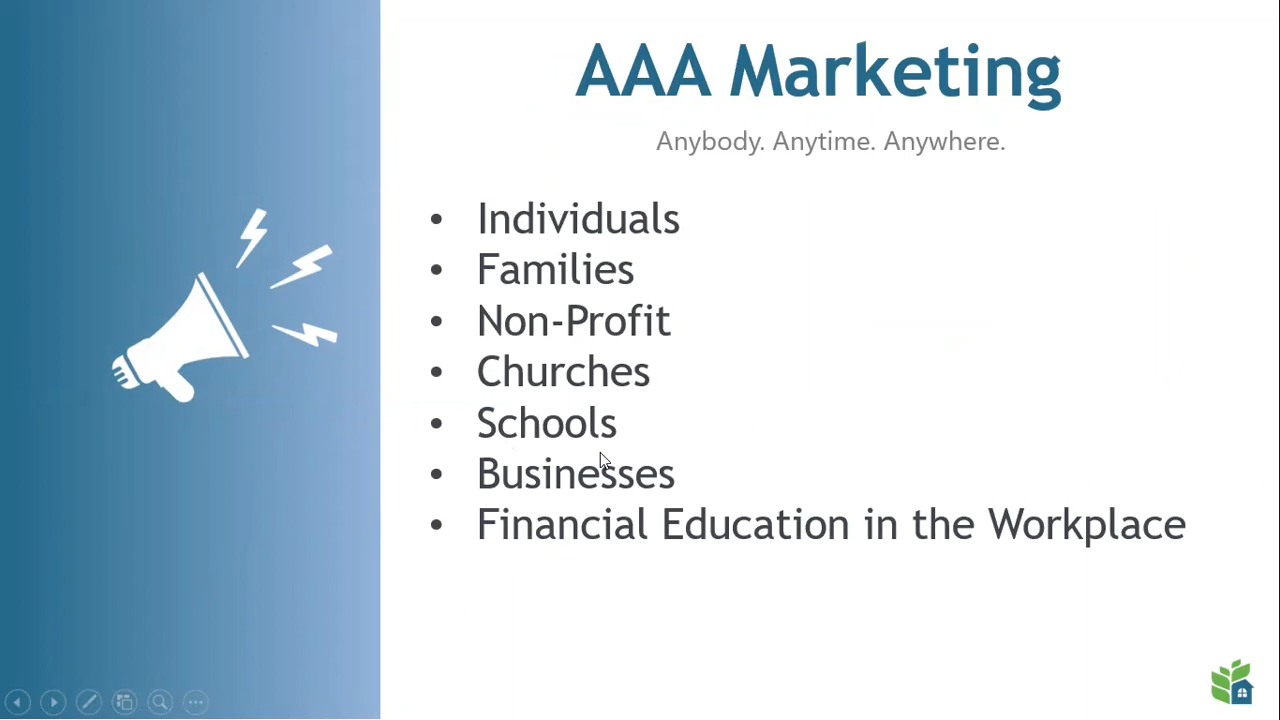 AAA Marketing
Anybody. Anytime. Anywhere.
• Individuals
• Families
• Non-Profit
• Churches
• Schools
• Businesses
• Financial Education in the Workplace